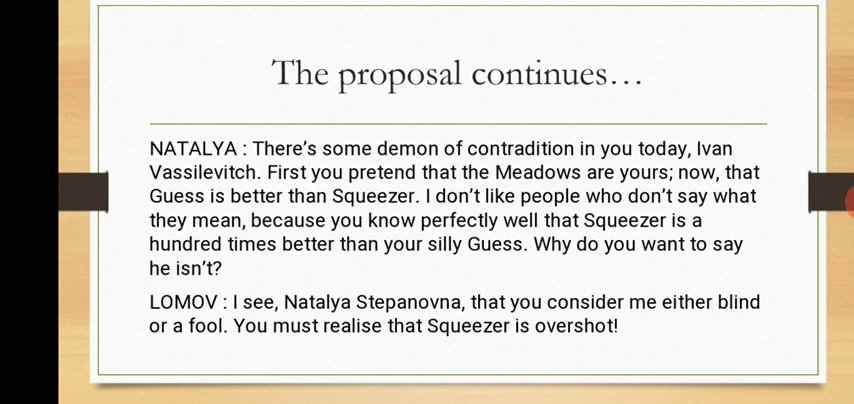 The proposal continues…
NATALYA : There's some demon of contradition in you today, Ivan
Vassilevitch. First you pretend that the Meadows are yours; now, that
Guess is better than Squeezer. I don't like people who don't say what
they mean, because you know perfectly well that Squeezer is a
hundred times better than your silly Guess. Why do you want to say
he isn't?
LOMOV : I see, Natalya Stepanovna, that you consider me either blind
or a fool. You must realise that Squeezer is overshot!